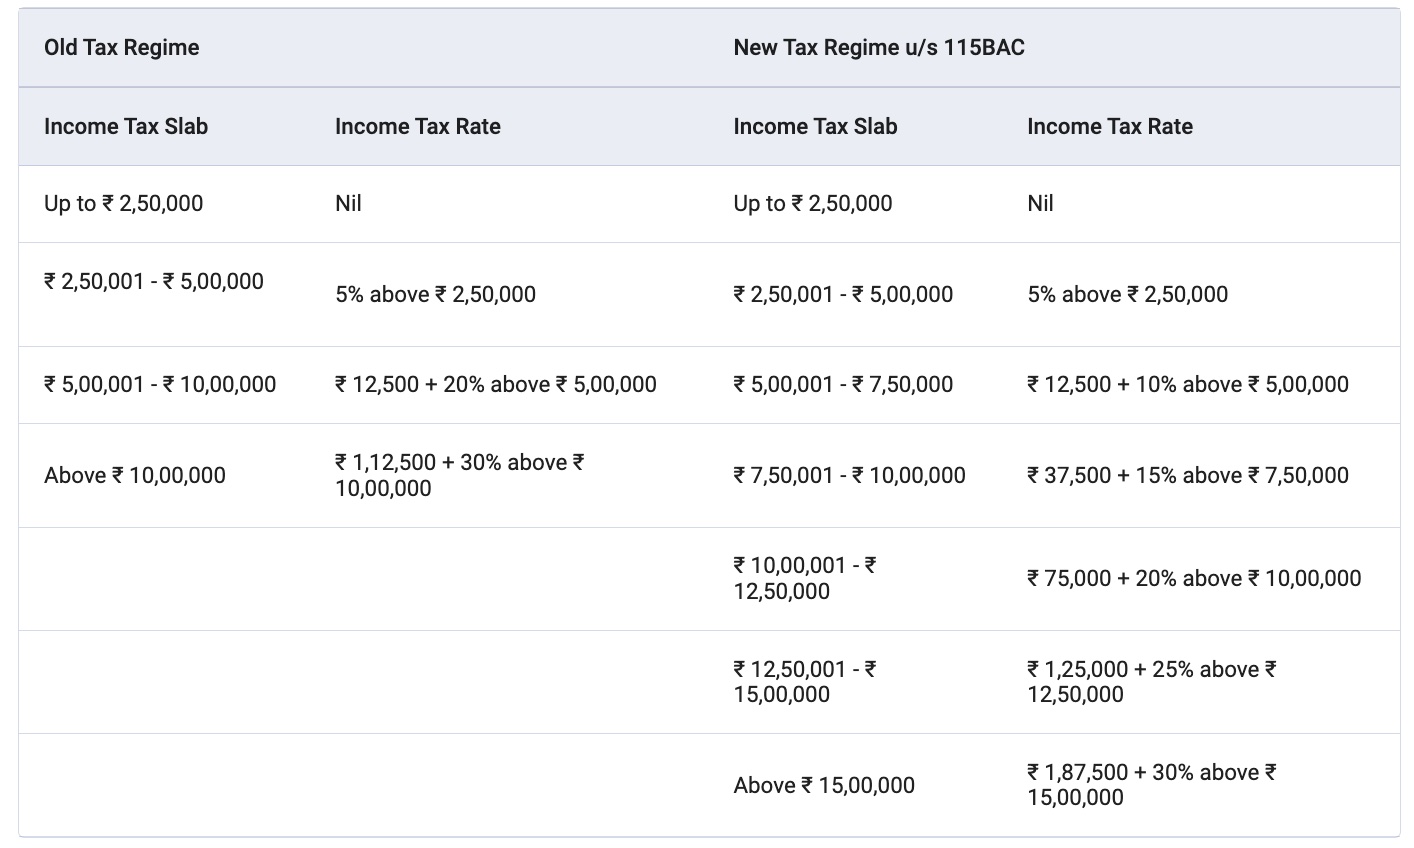 Old Tax Regime
New Tax Regime u/s 115BAC
Income Tax Slab
Income Tax Rate
Income Tax Slab
Income Tax Rate
Up to ₹ 2,50,000
Nil
Up to ₹ 2,50,000
Nil
₹ 2,50,001 - ₹ 5,00,000
5% above ₹ 2,50,000
₹ 2,50,001 - ₹ 5,00,000
5% above ₹ 2,50,000
₹ 5,00,001 - ₹ 10,00,000
₹ 12,500 + 20% above ₹ 5,00,000
₹ 5,00,001 - ₹ 7,50,000
₹ 12,500 + 10% above ₹ 5,00,000
Above ₹ 10,00,000
₹ 1,12,500 + 30% above ₹
10,00,000
₹ 7,50,001 - ₹ 10,00,000
₹ 37,500 + 15% above ₹ 7,50,000
₹ 10,00,001 - ₹
12,50,000
₹ 75,000 + 20% above ₹ 10,00,000
₹ 12,50,001 - ₹
15,00,000
₹ 1,25,000 + 25% above ₹
12,50,000
Above ₹ 15,00,000
₹ 1,87,500 + 30% above ₹
15,00,000